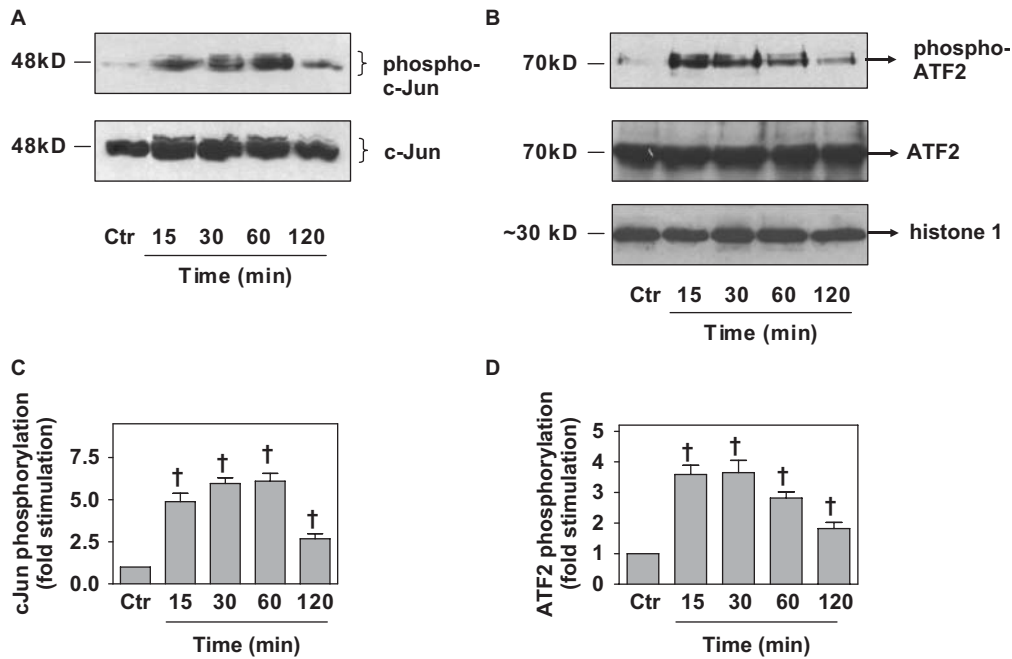 A
48kD
phospho-
c-Jun
48kD
c-Jun
Ctr 15 30 60 120
Time (min)
B
70kD
phospho-
ATF2
70kD
ATF2
~30 kD
histone 1
Ctr 15 30 60 120
Time (min)
C
cJun phosphorylation
(fold stimulation)
7.5
5.0
2.5
0.0
† † † †
Ctr 15 30 60 120
Time (min)
D
ATF2 phosphorylation
(fold stimulation)
5
4
3
2
1
0
† † † †
Ctr 15 30 60 120
Time (min)